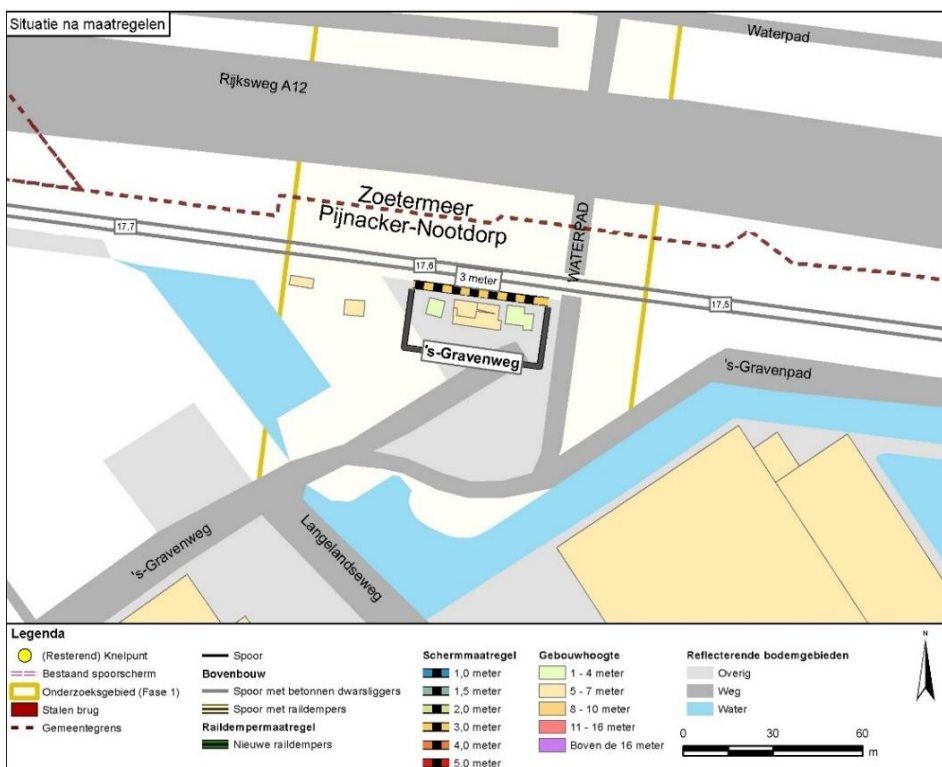 Situatie na maatregelen
Waterpad
Rijksweg A12
Zoetermeer
Pijnacker-Nootdorp
WATERPAD
17,7
17,6
3 meter
17,5
's-Gravenweg
's-Gravenpad
's-Gravenweg
Langelandseweg
Legenda
(Resterend) Knelpunt
Bestaand spoorscherm
Onderzoeksgebied (Fase 1)
Stalen brug
Gemeentegrens
Spoor
Bovenbouw
Spoor met betonnen dwarsliggers
Spoor met raildempers
Raildempermaatregel
Nieuwe raildempers
Schermmaatregel
1,0 meter
1,5 meter
2,0 meter
3,0 meter
4,0 meter
5,0 meter
Gebouwhoogte
1 - 4 meter
5 - 7 meter
8 - 10 meter
11 - 16 meter
Boven de 16 meter
Reflecterende bodemgebieden
Overig
Weg
Water
N
0 30 60
m